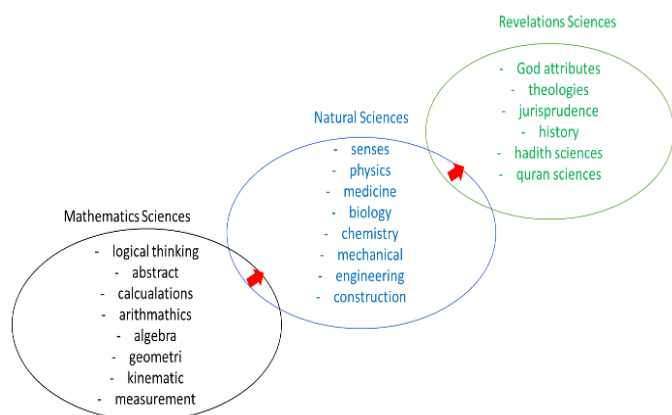 Revelations Sciences
- God attributes
- theologies
- jurisprudence
- history
- hadith sciences
- quran sciences
Natural Sciences
- senses
- physics
- medicine
- biology
- chemistry
- mechanical
- engineering
- construction
Mathematics Sciences
- logical thinking
- abstract
- calcualations
- arithmathics
- algebra
- geometri
- kinematic
- measurement